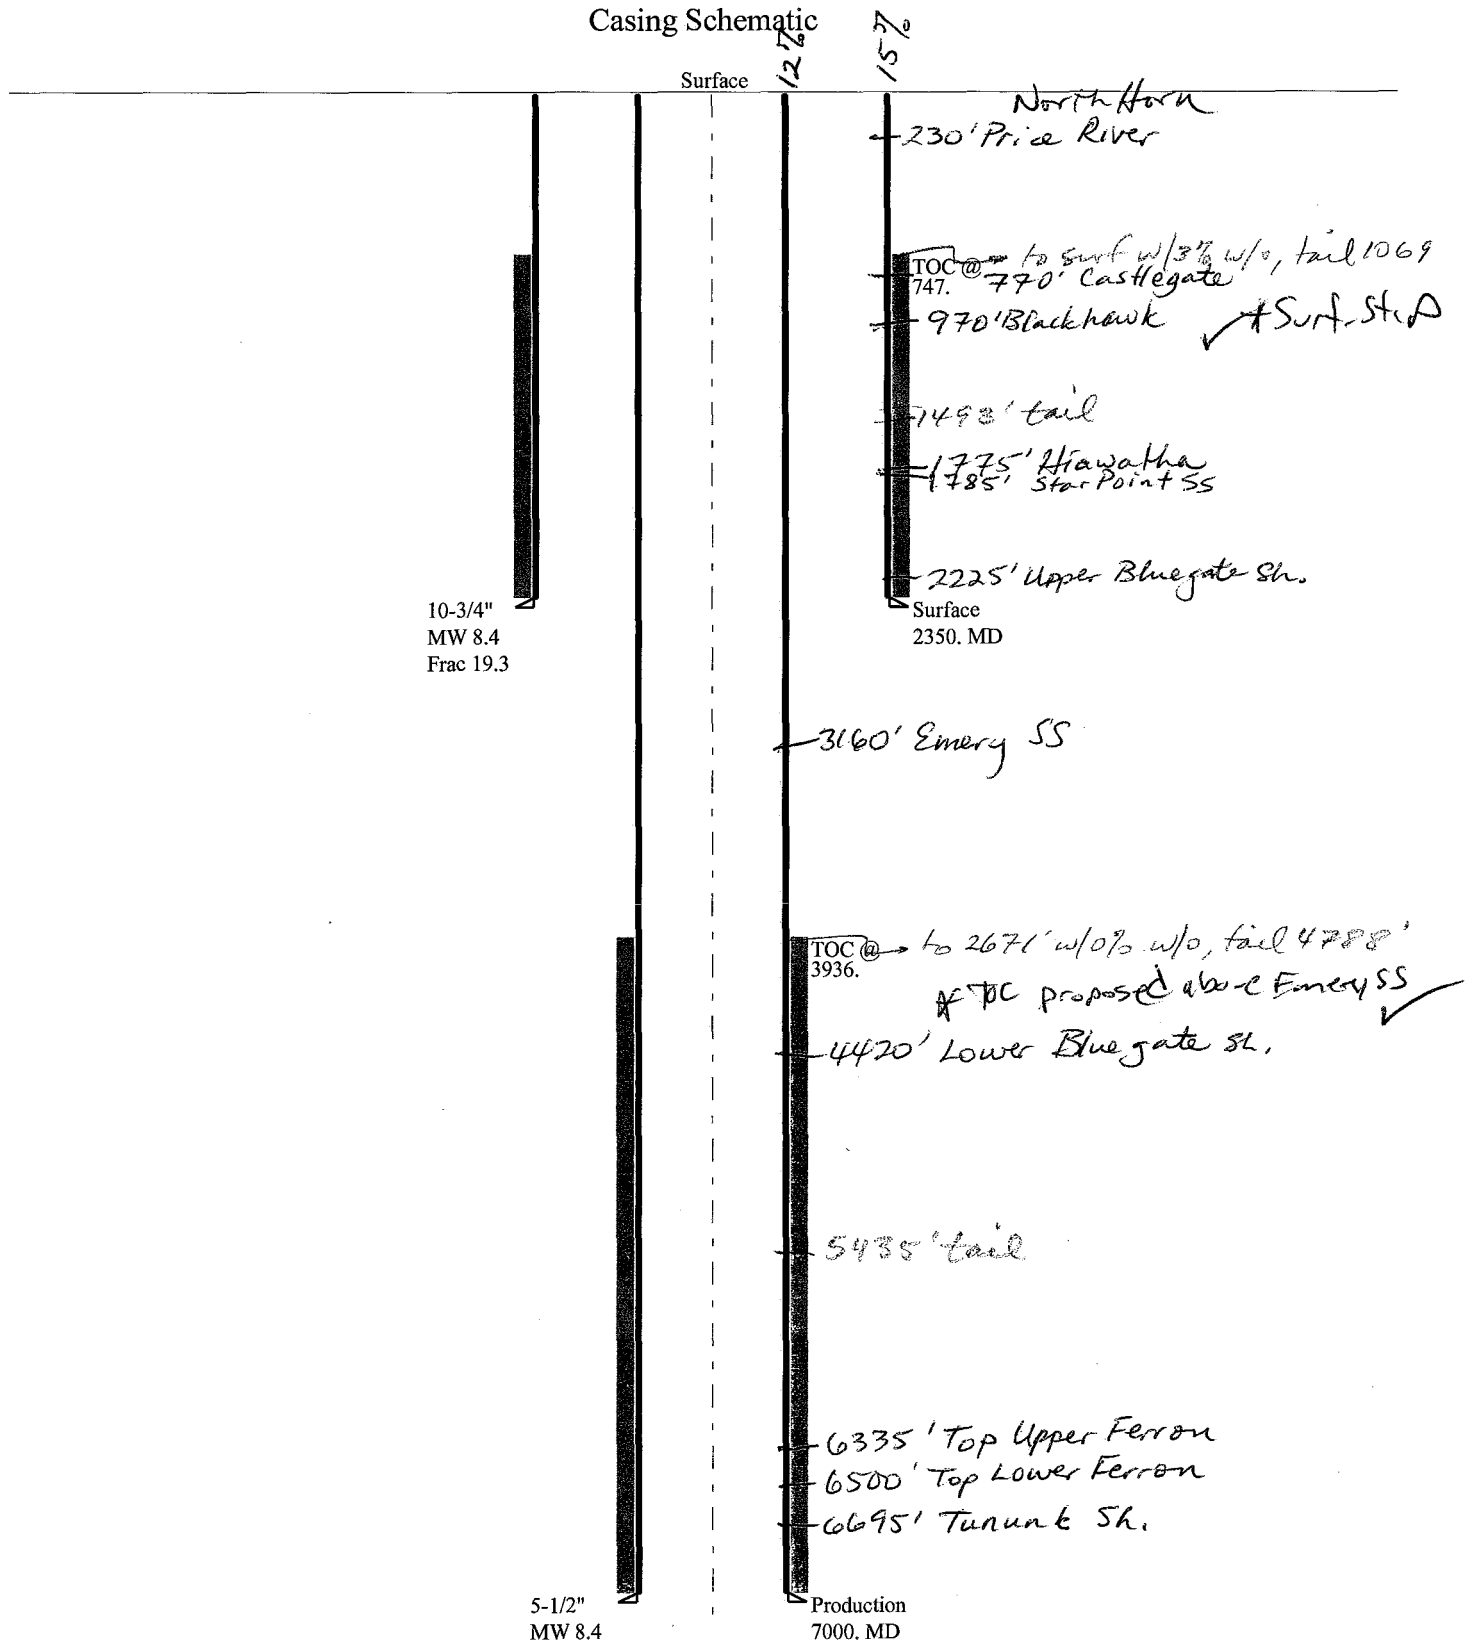 Casing Schematic
12%
15%
Surface
North Horn
230' Price River
to surf w/3% w/o, tail 1069
TOC @
747.
770' Castlegate
970' Blackhawk
* Surf. Stip
1493' tail
1775' Hiawatha
1785' Star Point SS
2225' Upper Bluegate Sh.
10-3/4"
MW 8.4
Frac 19.3
Surface
2350. MD
3160' Emery SS
TOC @
3936.
to 2671' w/0% w/o, tail 4788'
* TOC proposed above Emery SS
4420' Lower Bluegate Sh.
5435' tail
6335' Top Upper Ferron
6500' Top Lower Ferron
6695' Tununk Sh.
5-1/2"
MW 8.4
Production
7000. MD